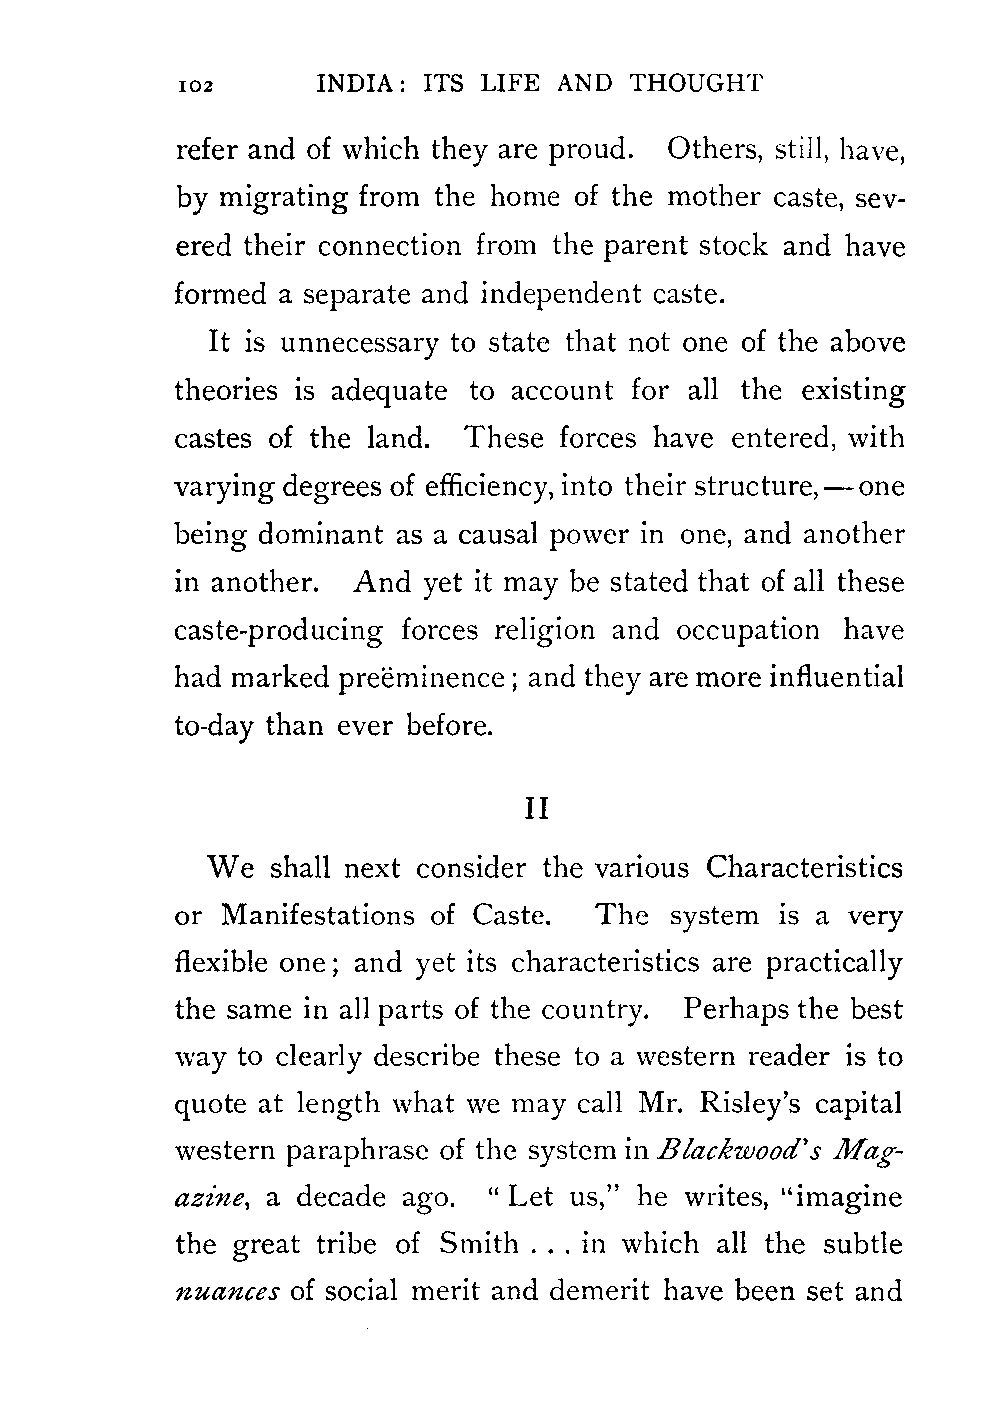 102 INDIA: ITS LIFE AND THOUGHT
refer and of which they are proud. Others, still, have,
by migrating from the home of the mother caste, sev-
ered their connection from the parent stock and have
formed a separate and independent caste.
It is unnecessary to state that not one of the above
theories is adequate to account for all the existing
castes of the land. These forces have entered, with
varying degrees of efficiency, into their structure,—one
being dominant as a causal power in one, and another
in another. And yet it may be stated that of all these
caste-producing forces religion and occupation have
had marked preëminence; and they are more influential
to-day than ever before.
II
We shall next consider the various Characteristics
or Manifestations of Caste. The system is a very
flexible one; and yet its characteristics are practically
the same in all parts of the country. Perhaps the best
way to clearly describe these to a western reader is to
quote at length what we may call Mr. Risley's capital
western paraphrase of the system in Blackwood's Mag-
azine, a decade ago. "Let us," he writes, "imagine
the great tribe of Smith . . . in which all the subtle
nuances of social merit and demerit have been set and